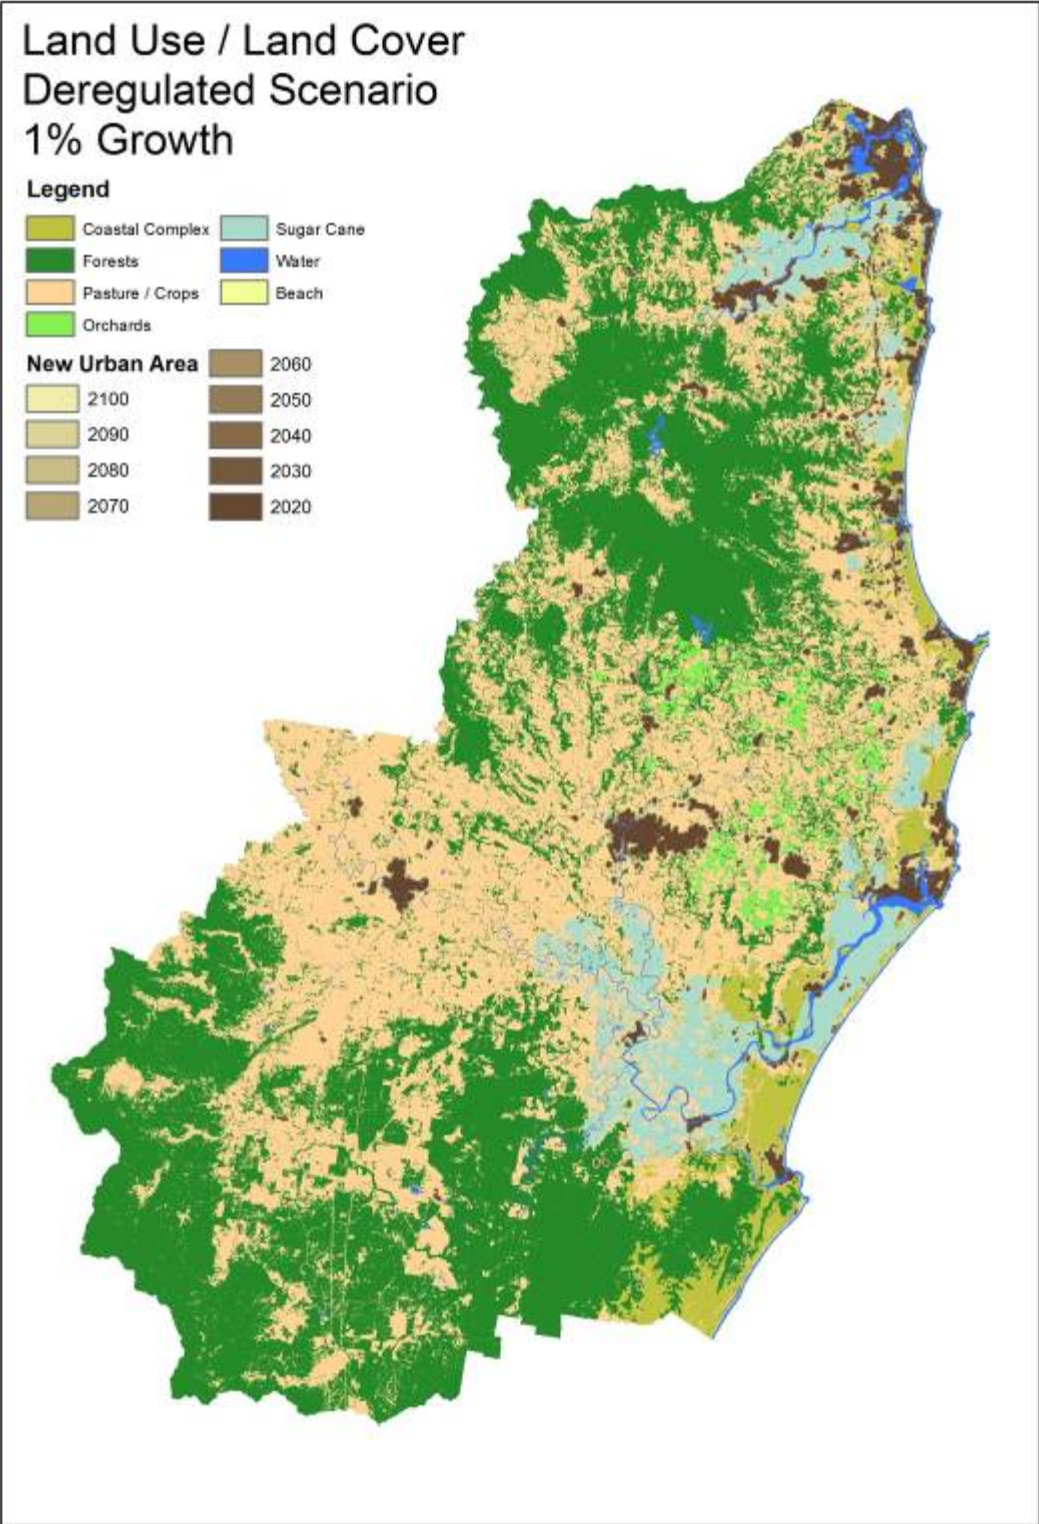 Land Use / Land Cover
Deregulated Scenario
1% Growth
Legend
Coastal Complex
Forests
Pasture / Crops
Orchards
Sugar Cane
Water
Beach
New Urban Area
2100
2090
2080
2070
2060
2050
2040
2030
2020